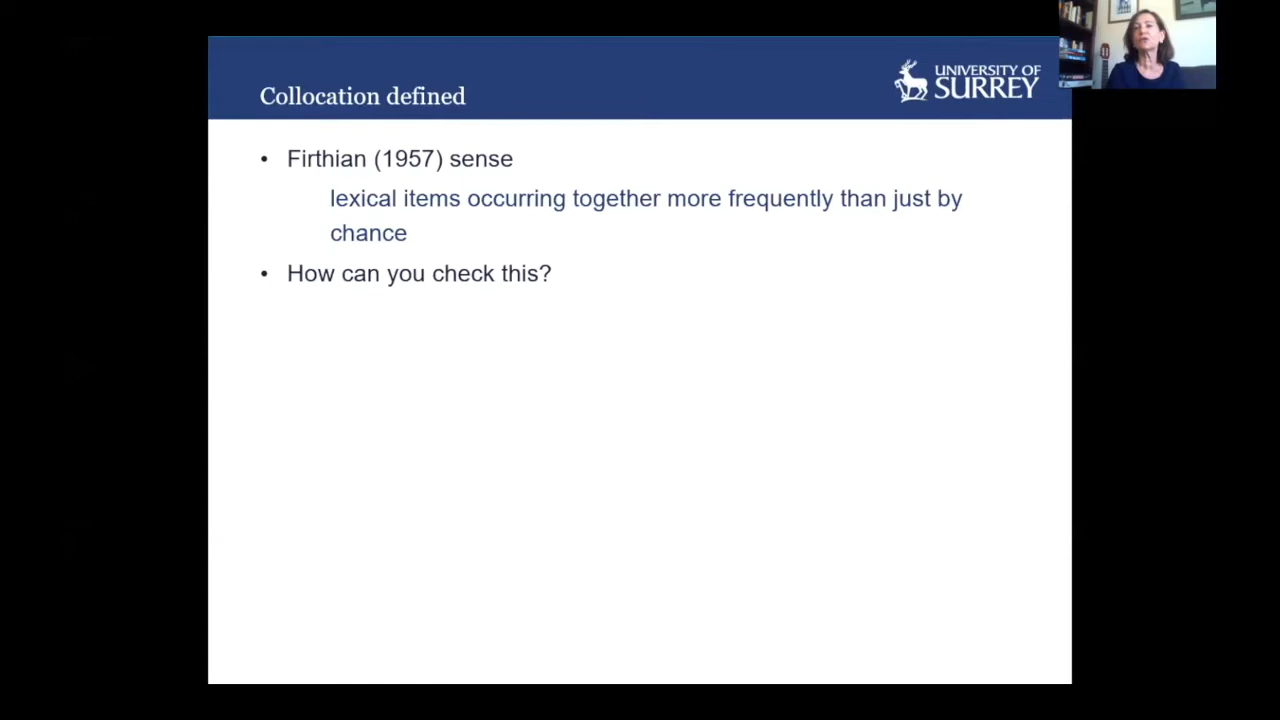 Collocation defined
UNIVERSITY OF
SURREY
• Firthian (1957) sense
lexical items occurring together more frequently than just by
chance
• How can you check this?